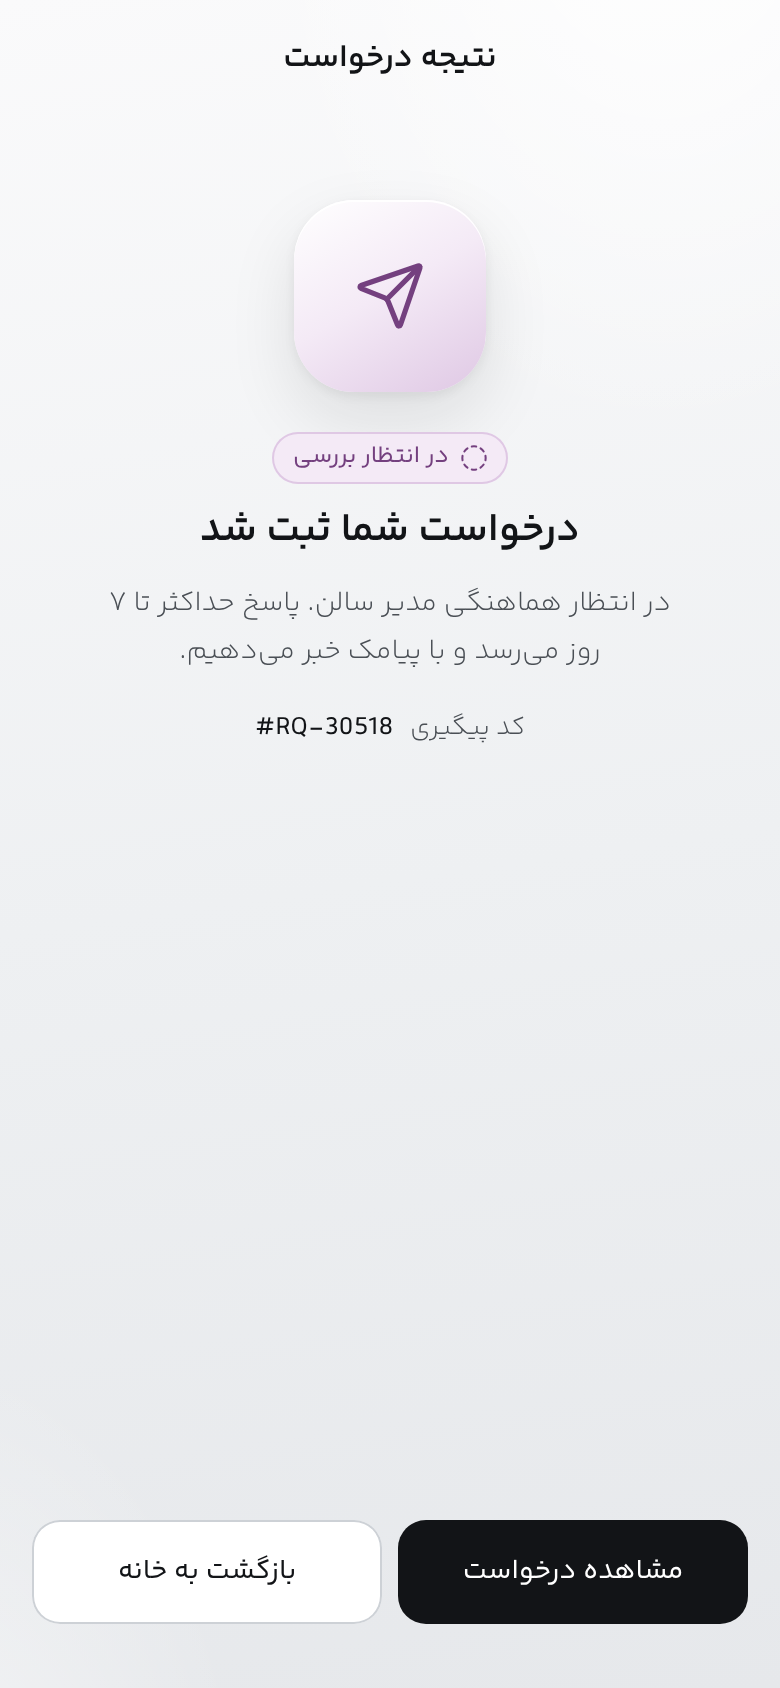 نتیجه درخواست
در انتظار بررسی
درخواست شما ثبت شد
در انتظار هماهنگی مدیر سالن. پاسخ حداکثر تا ۷
روز می‌رسد و با پیامک خبر می‌دهیم.
کد پیگیری #RQ-30518
مشاهده درخواست
بازگشت به خانه